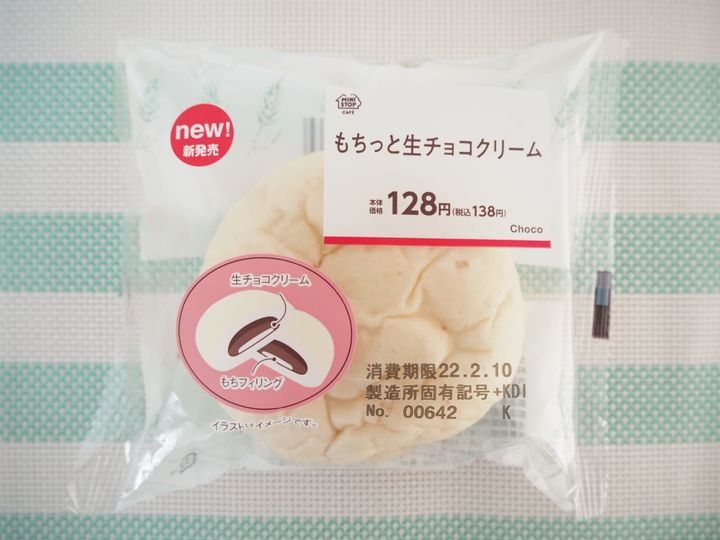 new!
新発売
MINI
STOP
CAFE
もちっと生チョコクリーム
本体
価格 128円(税込138円)
Choco
生チョコクリーム
もちフィリング
イラストはイメージです。
消費期限22.2.10
製造所固有記号+KDI
No. 00642 K